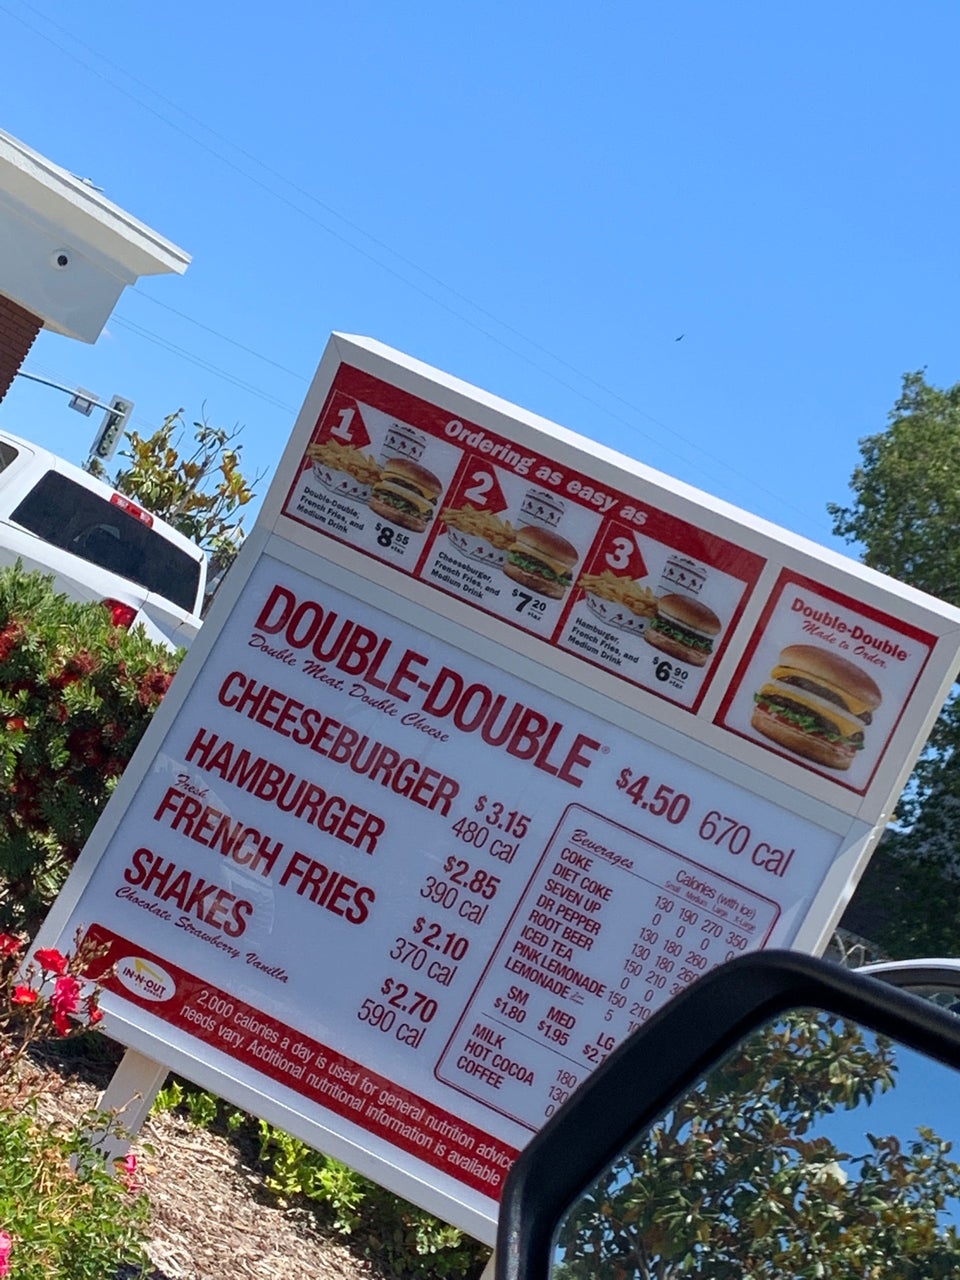 Ordering as easy as
1
Double-Double,
French Fries, and
Medium Drink
$8.55
+tax
2
Cheeseburger,
French Fries, and
Medium Drink
$7.20
+tax
3
Hamburger,
French Fries, and
Medium Drink
$6.90
+tax
Double-Double®
Made to Order.
DOUBLE-DOUBLE® $4.50 670 cal
Double Meat, Double Cheese
CHEESEBURGER $3.15
480 cal
HAMBURGER $2.85
390 cal
Fresh
FRENCH FRIES $2.10
370 cal
SHAKES $2.70
Chocolate Strawberry Vanilla 590 cal
Beverages Calories (with ice)
Small Medium Large X-Large
COKE 130 190 270 350
DIET COKE 0 0 0
SEVEN UP 130 180 260
DR PEPPER 130 180 260
ROOT BEER 150 210
ICED TEA 0 0
PINK LEMONADE 5
LEMONADE 150 210
SM MED LG
$1.80 $1.95
MILK 180
HOT COCOA 130
COFFEE 0
IN-N-OUT
2,000 calories a day is used for general nutrition advice
needs vary. Additional nutritional information is available